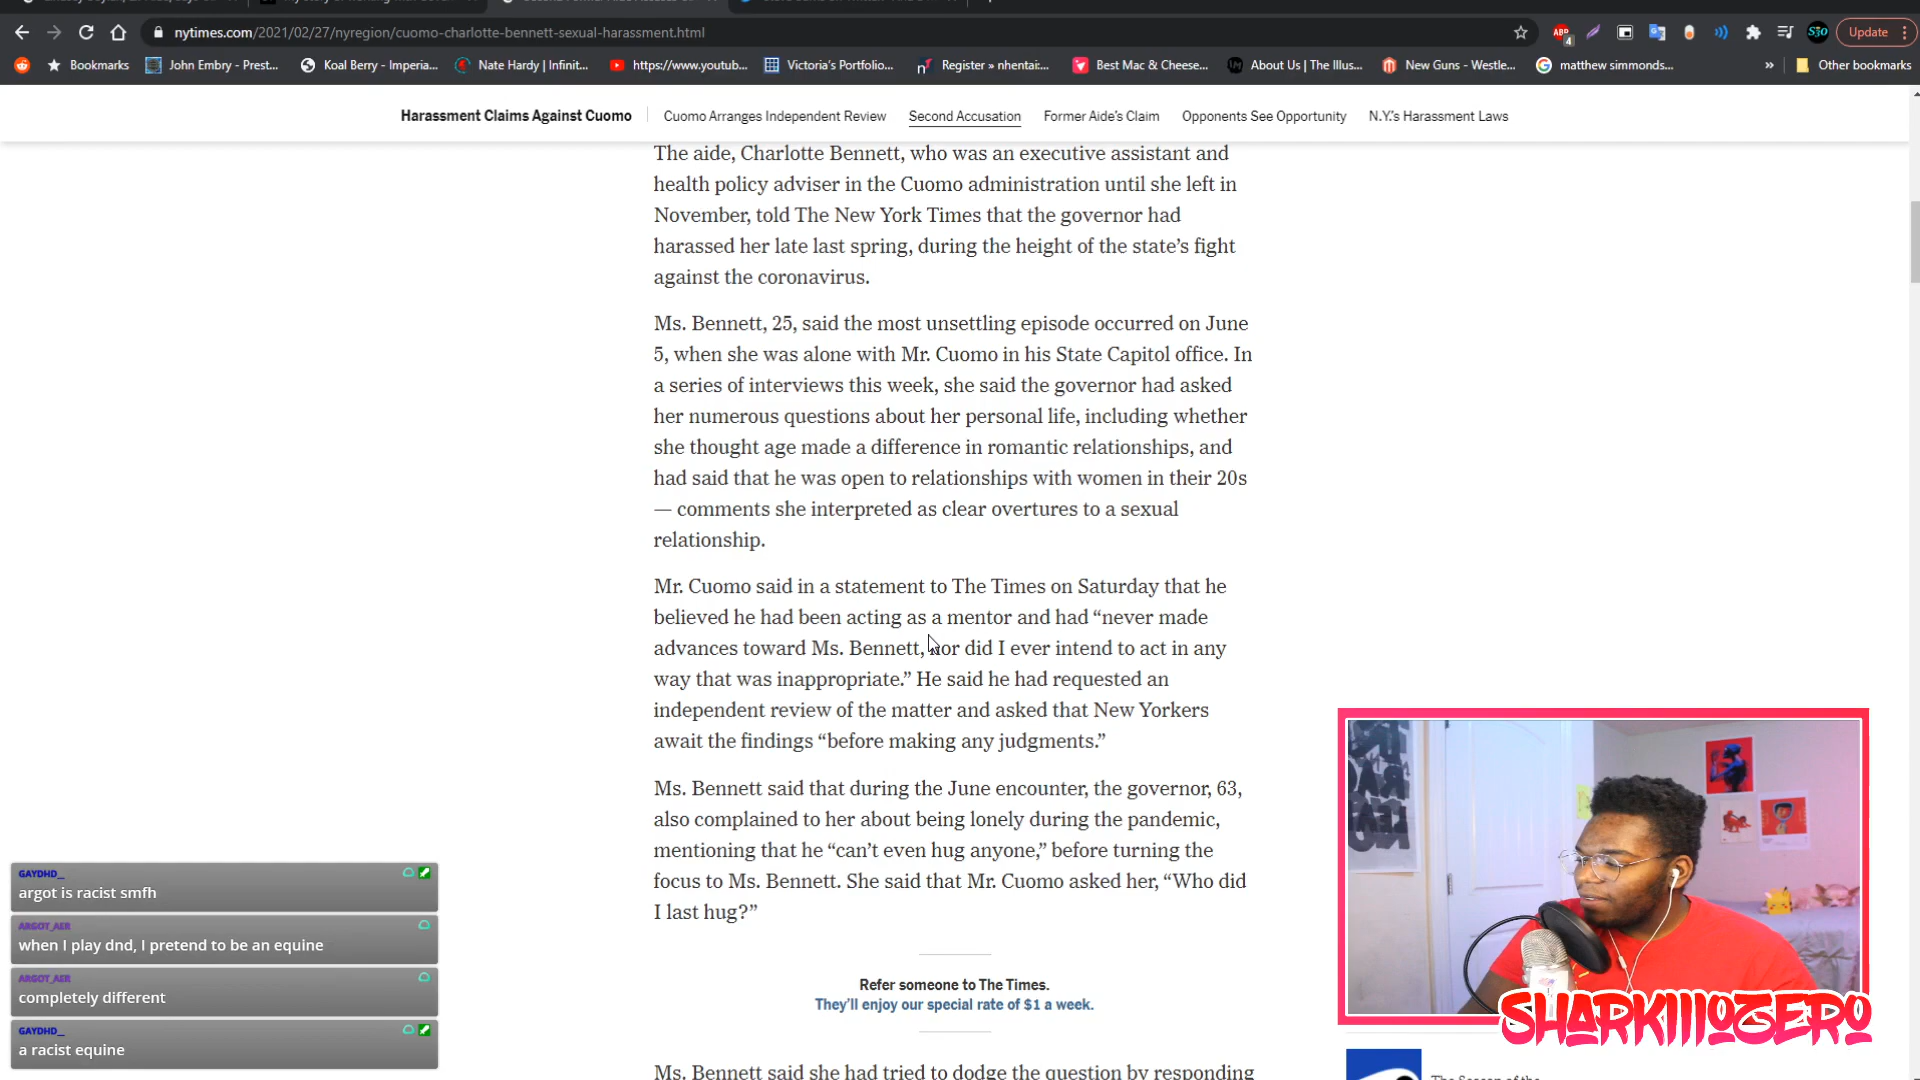 nytimes.com/2021/02/27/nyregion/cuomo-charlotte-bennett-sexual-harassment.html
ABP
4
S30
Update
Bookmarks
John Embry - Prest...
Koal Berry - Imperia...
Nate Hardy | Infinit...
https://www.youtub...
Victoria's Portfolio...
Register » nhentai:...
Best Mac & Cheese...
About Us | The Illus...
New Guns - Westle...
matthew simmonds...
»
Other bookmarks
Harassment Claims Against Cuomo
Cuomo Arranges Independent Review
Second Accusation
Former Aide's Claim
Opponents See Opportunity
N.Y.'s Harassment Laws
The aide, Charlotte Bennett, who was an executive assistant and
health policy adviser in the Cuomo administration until she left in
November, told The New York Times that the governor had
harassed her late last spring, during the height of the state's fight
against the coronavirus.
Ms. Bennett, 25, said the most unsettling episode occurred on June
5, when she was alone with Mr. Cuomo in his State Capitol office. In
a series of interviews this week, she said the governor had asked
her numerous questions about her personal life, including whether
she thought age made a difference in romantic relationships, and
had said that he was open to relationships with women in their 20s
— comments she interpreted as clear overtures to a sexual
relationship.
Mr. Cuomo said in a statement to The Times on Saturday that he
believed he had been acting as a mentor and had “never made
advances toward Ms. Bennett, nor did I ever intend to act in any
way that was inappropriate.” He said he had requested an
independent review of the matter and asked that New Yorkers
await the findings “before making any judgments.”
Ms. Bennett said that during the June encounter, the governor, 63,
also complained to her about being lonely during the pandemic,
mentioning that he “can't even hug anyone,” before turning the
focus to Ms. Bennett. She said that Mr. Cuomo asked her, “Who did
I last hug?”
Refer someone to The Times.
They'll enjoy our special rate of $1 a week.
Ms. Bennett said she had tried to dodge the question by responding
GAYDHD_
argot is racist smfh
ARGOT_AER
when I play dnd, I pretend to be an equine
ARGOT_AER
completely different
GAYDHD_
a racist equine
SHARKIIIOZERO